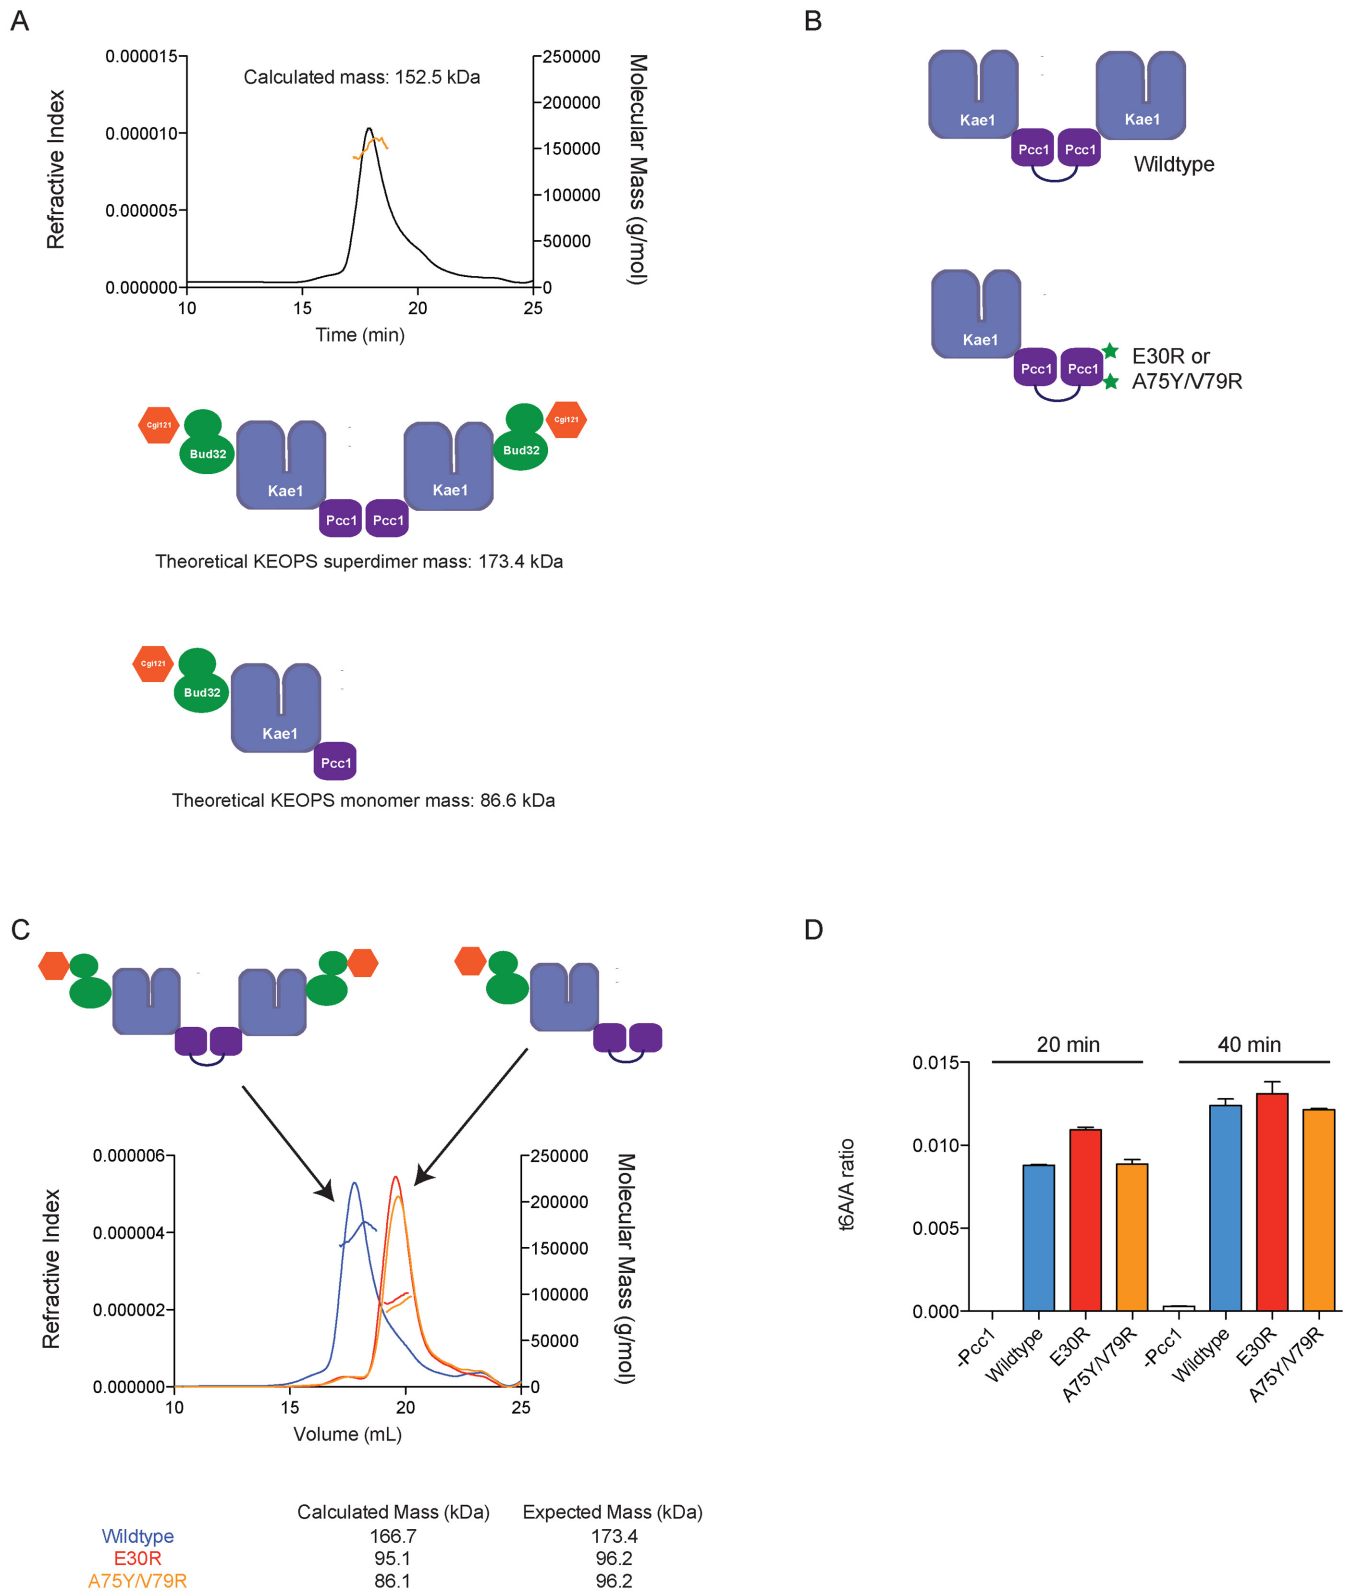 A
0.000015
0.000010
0.000005
0.000000
Refractive Index
Calculated mass: 152.5 kDa
250000
200000
150000
100000
50000
0
Molecular Mass (g/mol)
10 15 20 25
Time (min)
Cgi121
Bud32
Kae1
Pcc1
Pcc1
Kae1
Bud32
Cgi121
Theoretical KEOPS superdimer mass: 173.4 kDa
Cgi121
Bud32
Kae1
Pcc1
Theoretical KEOPS monomer mass: 86.6 kDa
B
Kae1
Pcc1
Pcc1
Kae1
Wildtype
Kae1
Pcc1
Pcc1
E30R or
A75Y/V79R
C
0.000006
0.000004
0.000002
0.000000
Refractive Index
250000
200000
150000
100000
50000
0
Molecular Mass (g/mol)
10 15 20 25
Volume (mL)
Calculated Mass (kDa) Expected Mass (kDa)
Wildtype 166.7 173.4
E30R 95.1 96.2
A75Y/V79R 86.1 96.2
D
20 min 40 min
0.015
0.010
0.005
0.000
t6A/A ratio
-Pcc1
Wildtype
E30R
A75Y/V79R
-Pcc1
Wildtype
E30R
A75Y/V79R